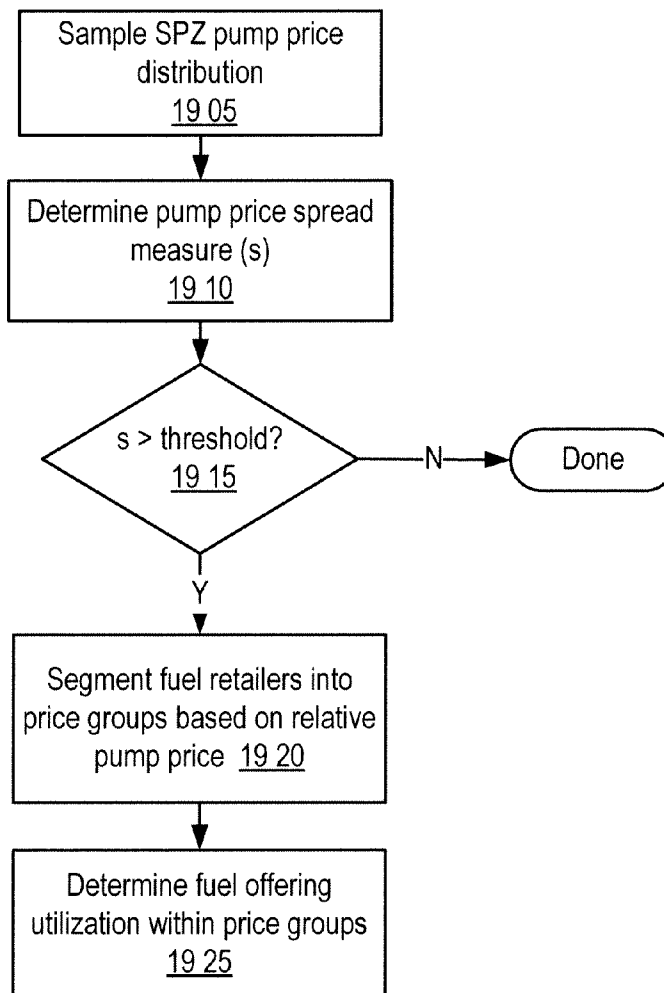 Sample SPZ pump price
distribution
19 05
Determine pump price spread
measure (s)
19 10
s > threshold?
19 15
N
Done
Y
Segment fuel retailers into
price groups based on relative
pump price 19 20
Determine fuel offering
utilization within price groups
19 25